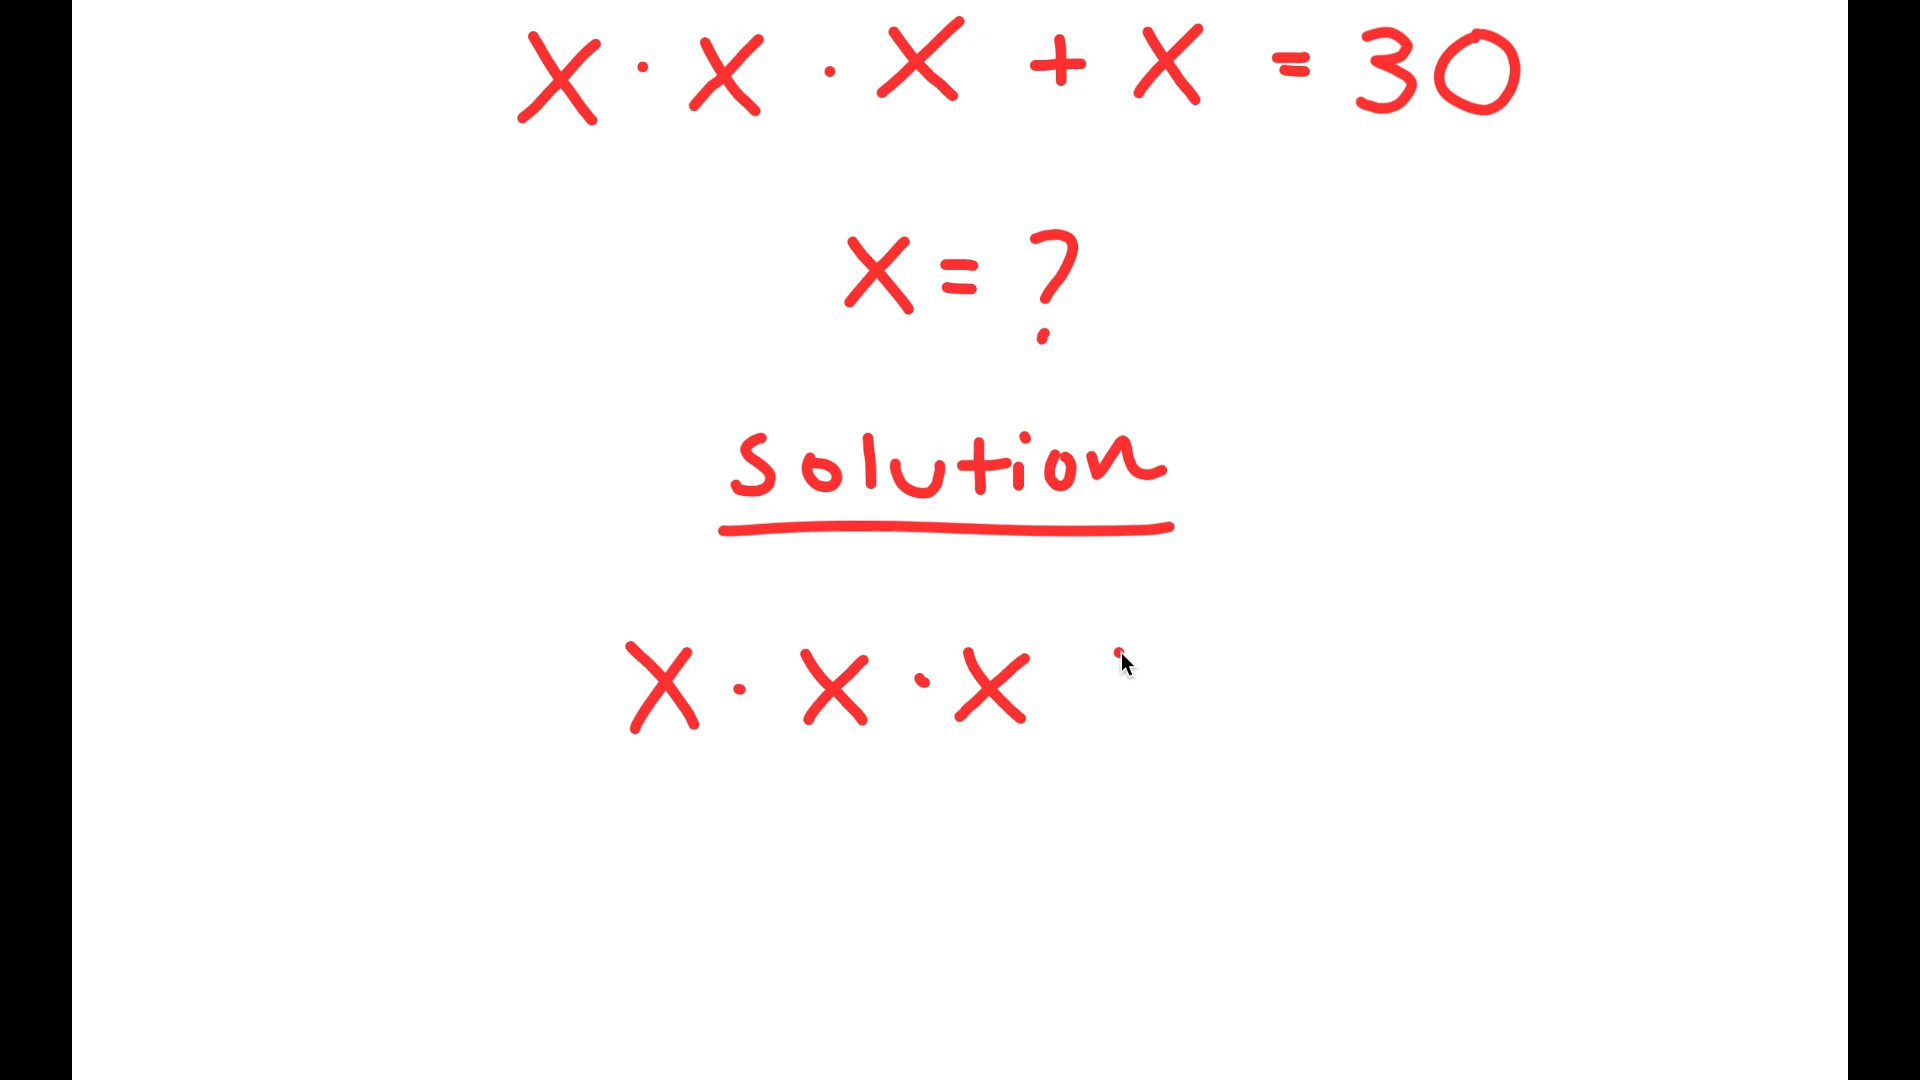 x · x · x + x = 30
x = ?
Solution
x · x · x